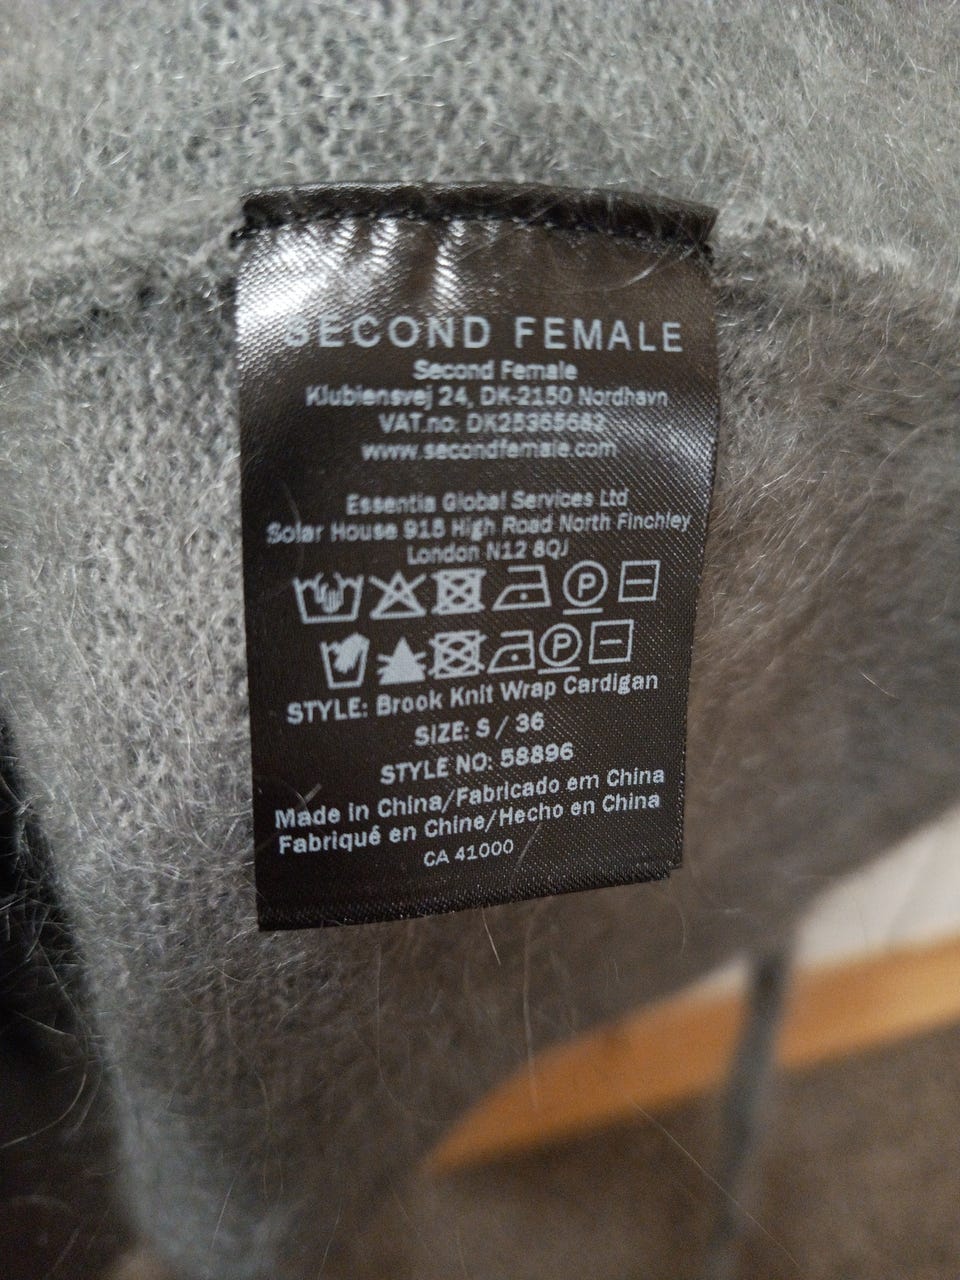 SECOND FEMALE
Second Female
Klubiensvej 24, DK-2150 Nordhavn
VAT.no: DK25365682
www.secondfemale.com
Essentia Global Services Ltd
Solar House 915 High Road North Finchley
London N12 8QJ
P
P
STYLE: Brook Knit Wrap Cardigan
SIZE: S / 36
STYLE NO: 58896
Made in China/Fabricado em China
Fabriqué en Chine/Hecho en China
CA 41000